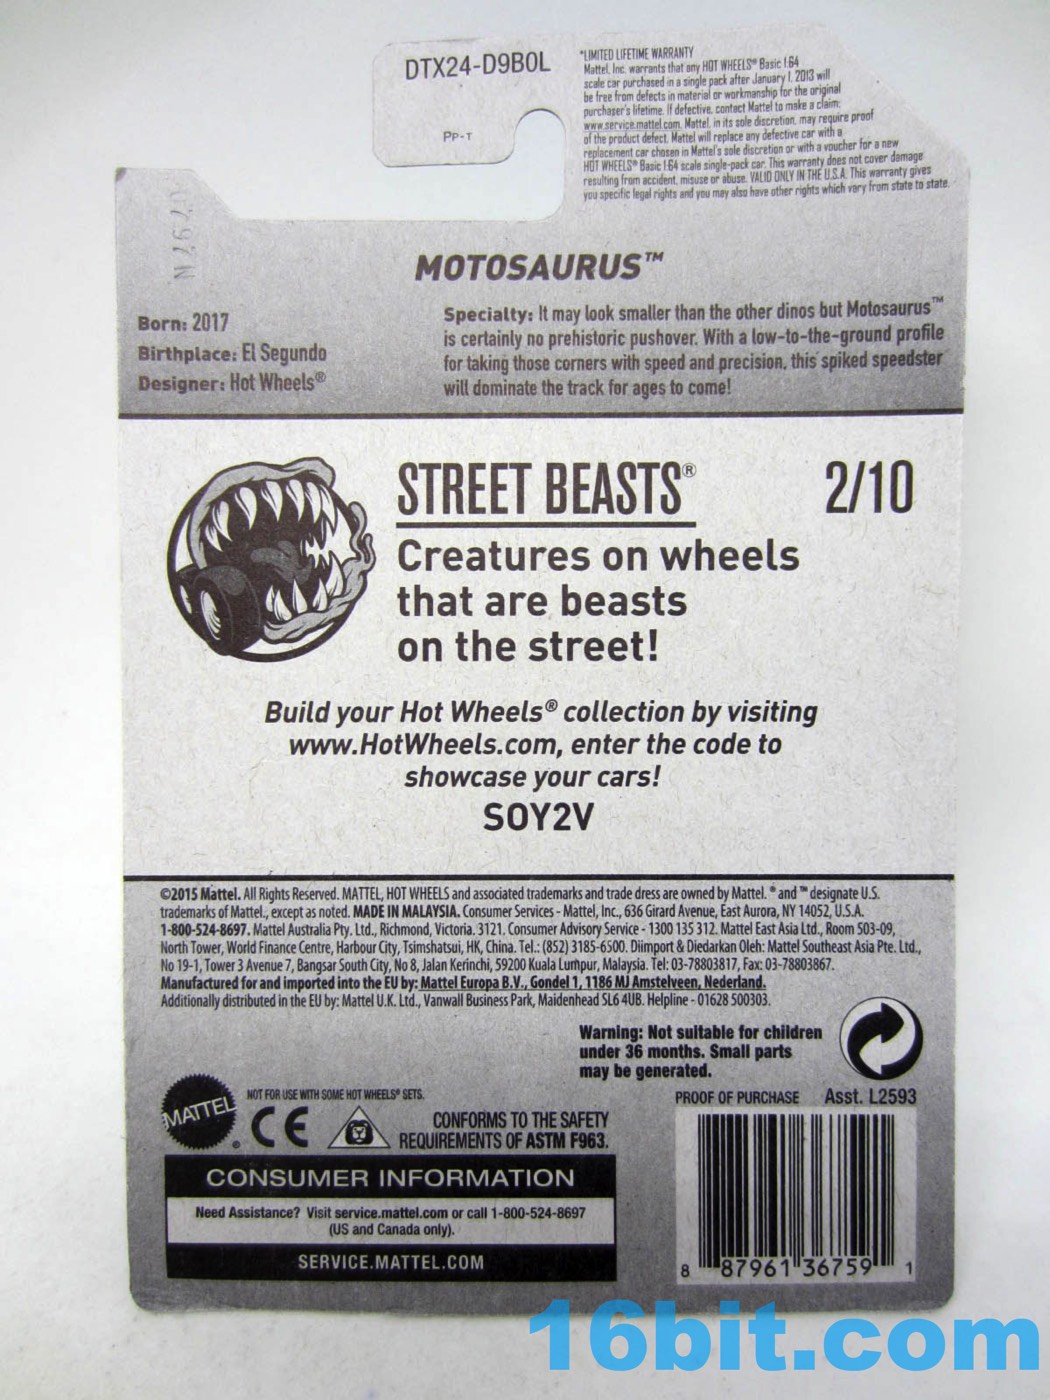 DTX24-D9B0L
PP-T
*LIMITED LIFETIME WARRANTY
Mattel, Inc. warrants that any HOT WHEELS® Basic 1:64
scale car purchased in a single pack after January 1, 2013 will
be free from defects in material or workmanship for the original
purchaser's lifetime. If defective, contact Mattel to make a claim:
www.service.mattel.com. Mattel, in its sole discretion, may require proof
of the product defect. Mattel will replace any defective car with a
replacement car chosen in Mattel's sole discretion or with a voucher for a new
HOT WHEELS® Basic 1:64 scale single-pack car. This warranty does not cover damage
resulting from accident, misuse or abuse. VALID ONLY IN THE U.S.A. This warranty gives
you specific legal rights and you may also have other rights which vary from state to state.
MOTOSAURUS™
Born: 2017
Birthplace: El Segundo
Designer: Hot Wheels®
Specialty: It may look smaller than the other dinos but Motosaurus™
is certainly no prehistoric pushover. With a low-to-the-ground profile
for taking those corners with speed and precision, this spiked speedster
will dominate the track for ages to come!
STREET BEASTS®
2/10
Creatures on wheels
that are beasts
on the street!
Build your Hot Wheels® collection by visiting
www.HotWheels.com, enter the code to
showcase your cars!
SOY2V
©2015 Mattel. All Rights Reserved. MATTEL, HOT WHEELS and associated trademarks and trade dress are owned by Mattel. ® and ™ designate U.S.
trademarks of Mattel., except as noted. MADE IN MALAYSIA. Consumer Services - Mattel, Inc., 636 Girard Avenue, East Aurora, NY 14052, U.S.A.
1-800-524-8697. Mattel Australia Pty. Ltd., Richmond, Victoria. 3121. Consumer Advisory Service - 1300 135 312. Mattel East Asia Ltd., Room 503-09,
North Tower, World Finance Centre, Harbour City, Tsimshatsui, HK, China. Tel.: (852) 3185-6500. Diimport & Diedarkan Oleh: Mattel Southeast Asia Pte. Ltd.,
No 19-1, Tower 3 Avenue 7, Bangsar South City, No 8, Jalan Kerinchi, 59200 Kuala Lumpur, Malaysia. Tel: 03-78803817, Fax: 03-78803867.
Manufactured for and imported into the EU by: Mattel Europa B.V., Gondel 1, 1186 MJ Amstelveen, Nederland.
Additionally distributed in the EU by: Mattel U.K. Ltd., Vanwall Business Park, Maidenhead SL6 4UB. Helpline - 01628 500303.
Warning: Not suitable for children
under 36 months. Small parts
may be generated.
MATTEL®
NOT FOR USE WITH SOME HOT WHEELS® SETS.
CE
CONFORMS TO THE SAFETY
REQUIREMENTS OF ASTM F963.
PROOF OF PURCHASE
Asst. L2593
CONSUMER INFORMATION
Need Assistance? Visit service.mattel.com or call 1-800-524-8697
(US and Canada only).
SERVICE.MATTEL.COM
8 87961 36759 1
16bit.com